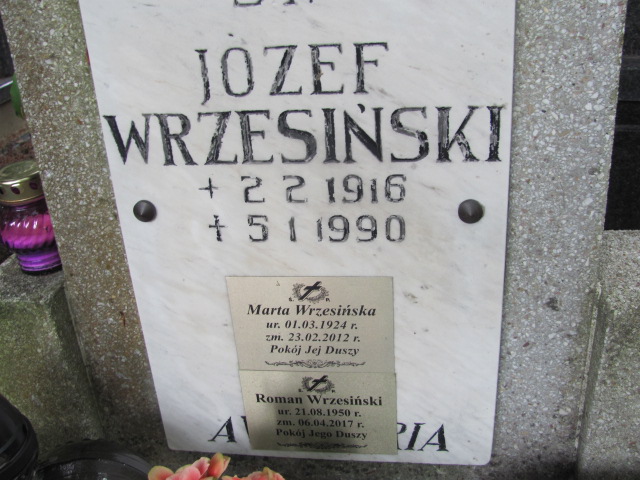 JÓZEF
WRZESIŃSKI
+ 2 2 1916
+ 5 1 1990
Marta Wrzesińska
ur. 01.03.1924 r.
zm. 23.02.2012 r.
Pokój Jej Duszy
Roman Wrzesiński
ur. 21.08.1950 r.
zm. 06.04.2017 r.
Pokój Jego Duszy